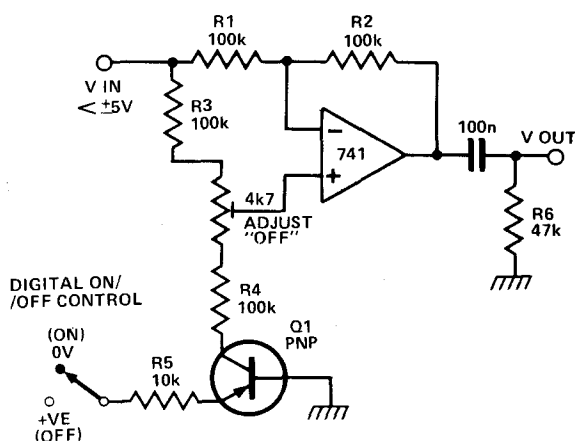 R1
100k
R2
100k
V IN
< ±5V
R3
100k
−
741
+
100n
V OUT
4k7
ADJUST
"OFF"
R6
47k
R4
100k
DIGITAL ON/
/OFF CONTROL
Q1
PNP
(ON)
0V
R5
10k
+VE
(OFF)